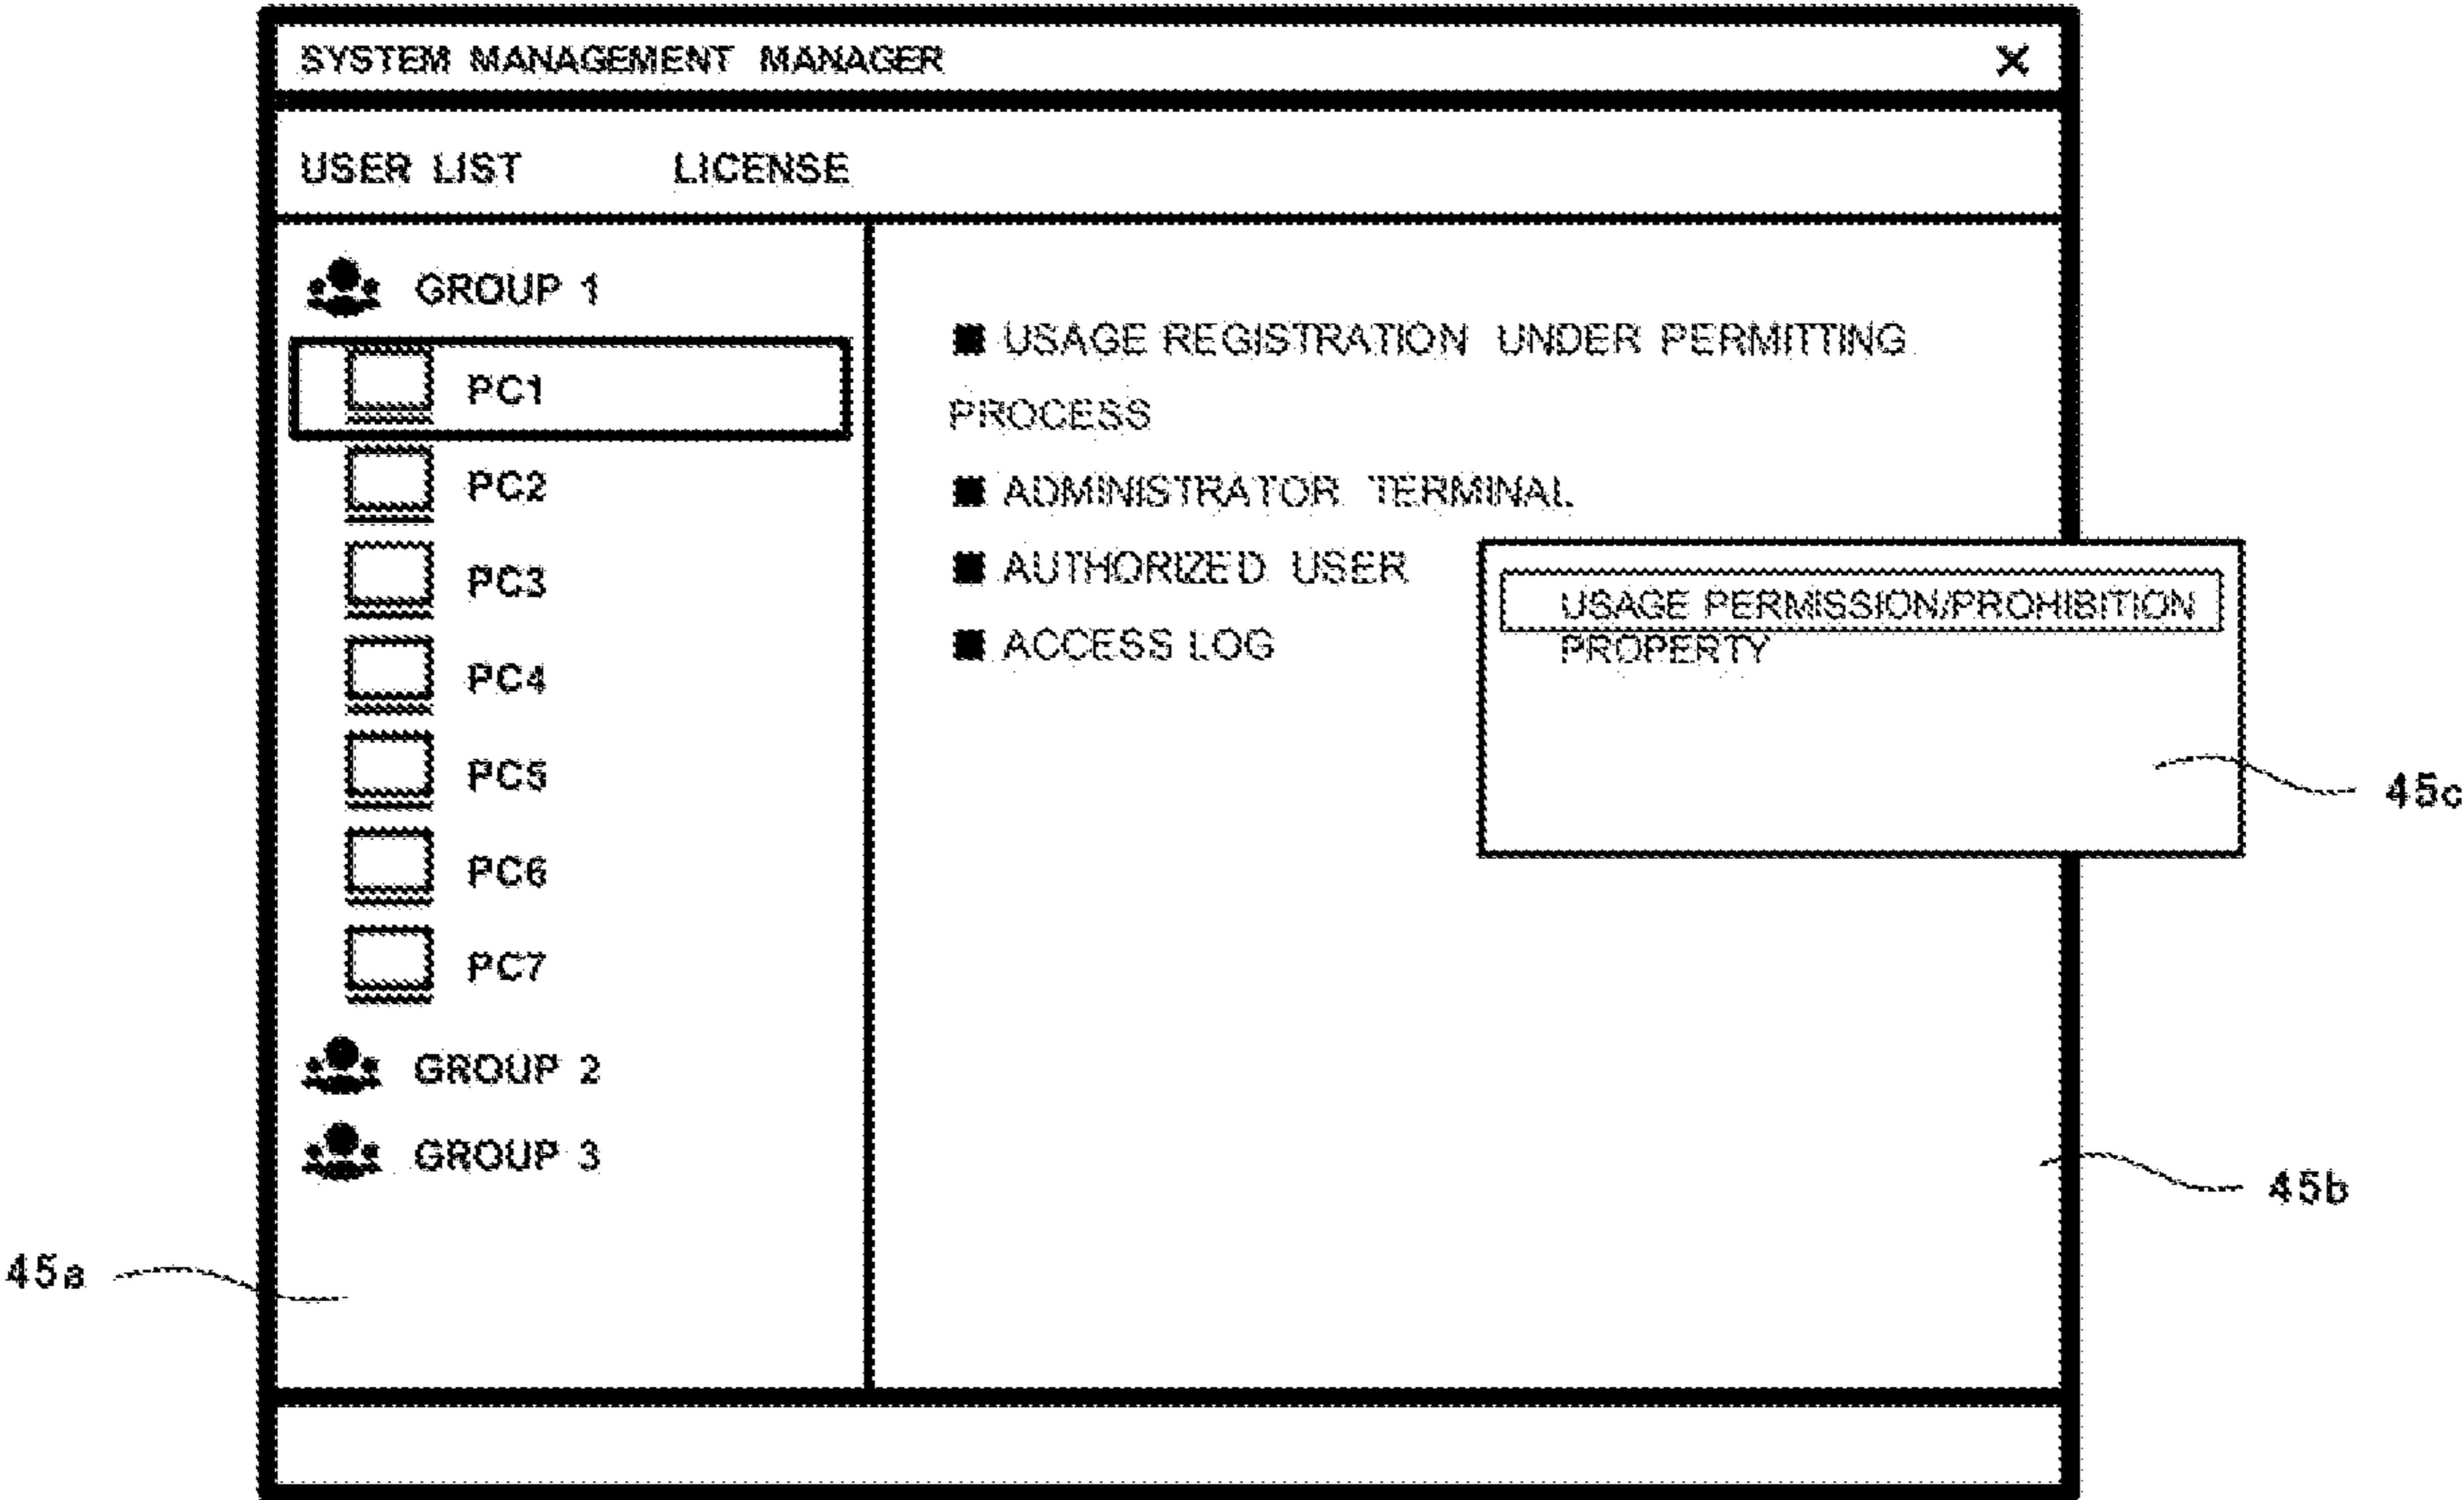 SYSTEM MANAGEMENT MANAGER X
USER LIST LICENSE
GROUP 1
PC1
PC2
PC3
PC4
PC5
PC6
PC7
GROUP 2
GROUP 3
■ USAGE REGISTRATION UNDER PERMITTING
PROCESS
■ ADMINISTRATOR TERMINAL
■ AUTHORIZED USER
■ ACCESS LOG
USAGE PERMISSION/PROHIBITION
PROPERTY
45c
45b
45a